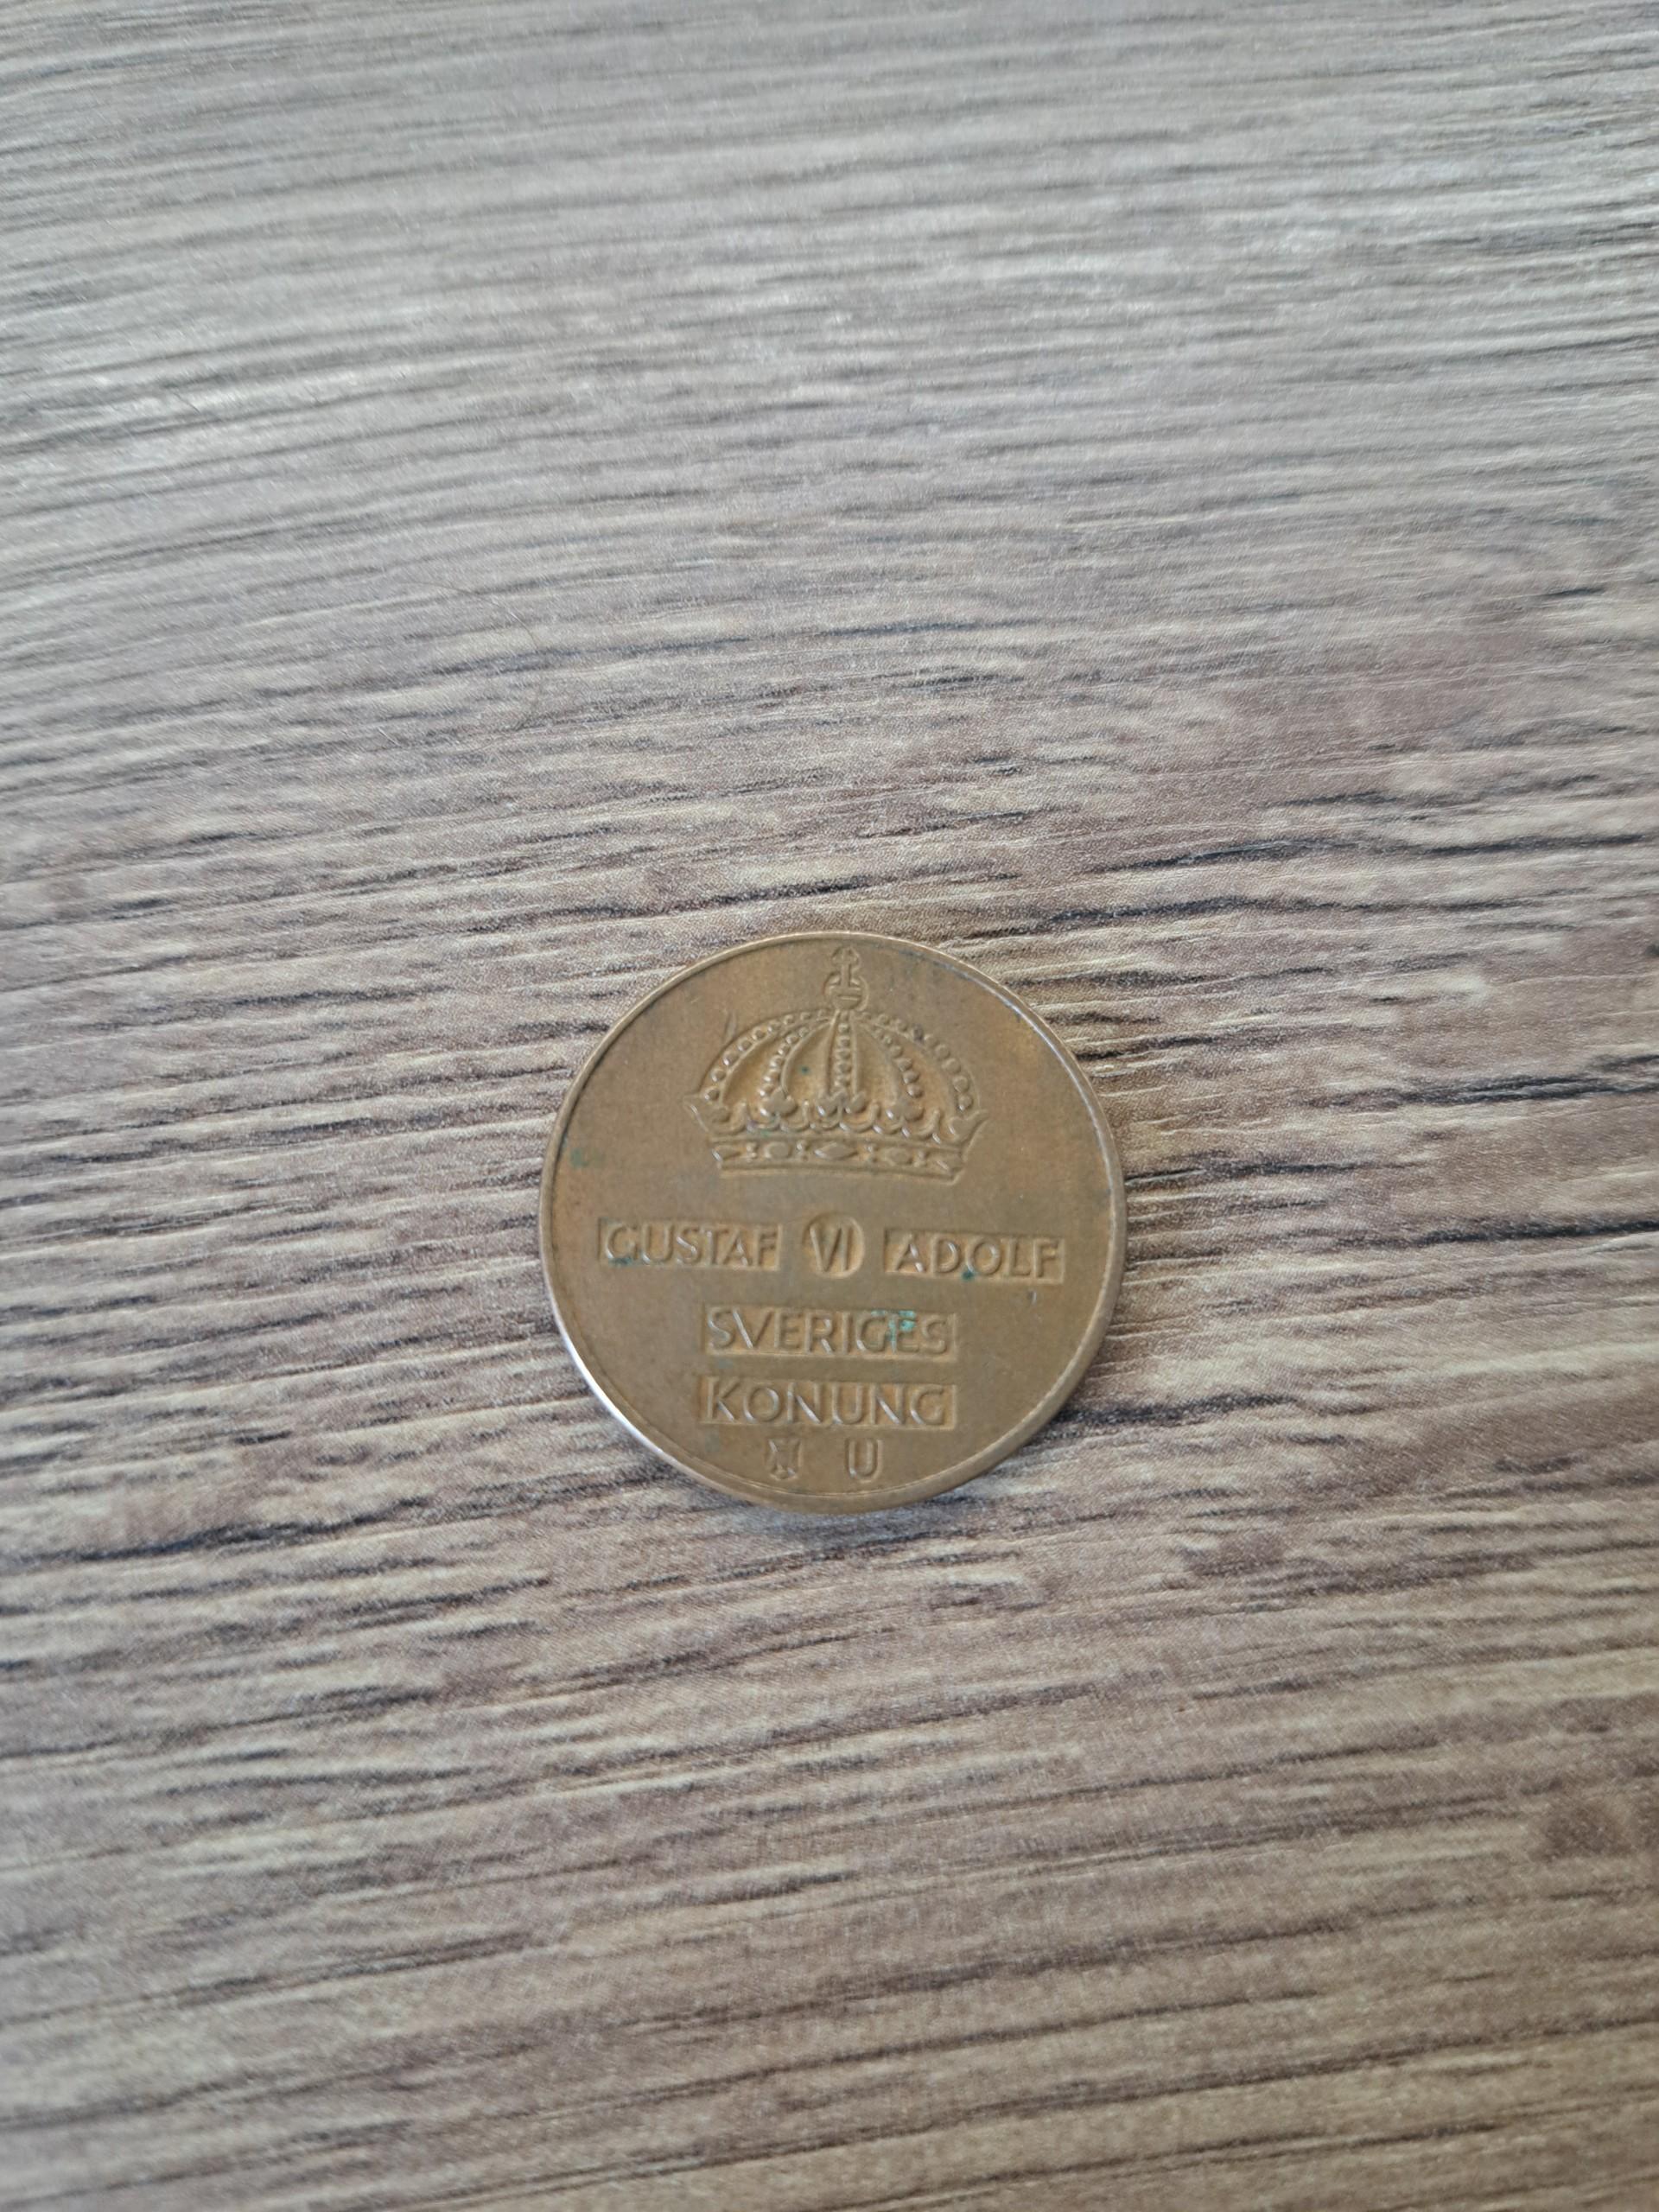 GUSTAF VI ADOLF
SVERIGES
KONUNG
U